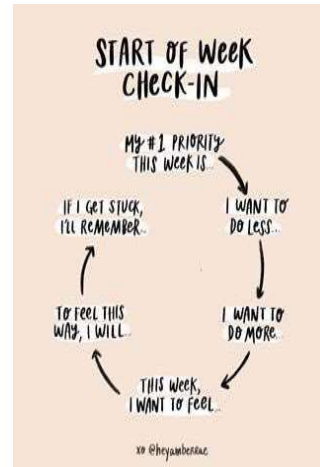 START OF WEEK
CHECK-IN
MY #1 PRIORITY
THIS WEEK IS...
I WANT TO
DO LESS...
I WANT TO
DO MORE...
THIS WEEK,
I WANT TO FEEL...
TO FEEL THIS
WAY, I WILL...
IF I GET STUCK,
I'LL REMEMBER...
xo @heyamberrae